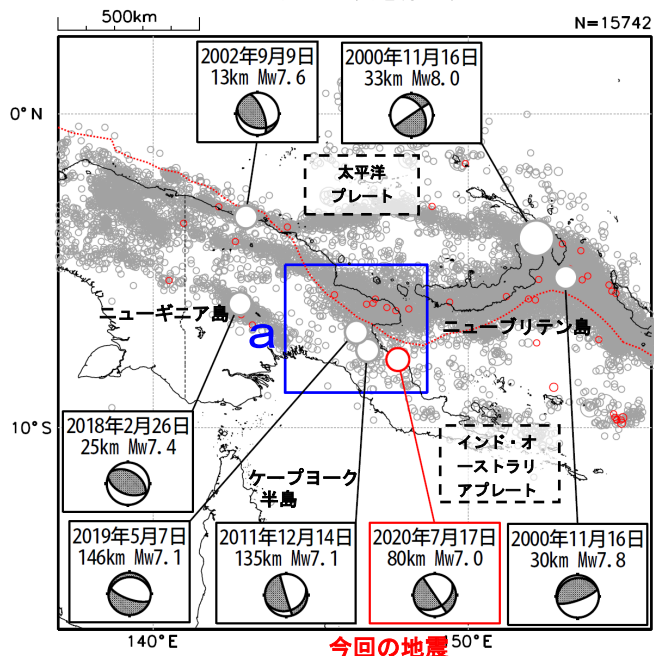 500km
N=15742
2002年9月9日
13km Mw7.6
2000年11月16日
33km Mw8.0
0°N
太平洋
プレート
ニューギニア島
a
ニューブリテン島
2018年2月26日
25km Mw7.4
10°S
ケープヨーク
半島
インド・オ
ーストラリ
アプレート
2019年5月7日
146km Mw7.1
2011年12月14日
135km Mw7.1
2020年7月17日
80km Mw7.0
2000年11月16日
30km Mw7.8
140°E
150°E
今回の地震